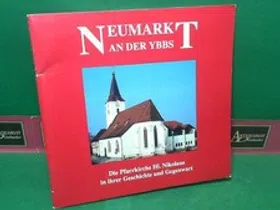 NEUMARKT
AN DER YBBS
Die Pfarrkirche Hl. Nikolaus
in ihrer Geschichte und Gegenwart